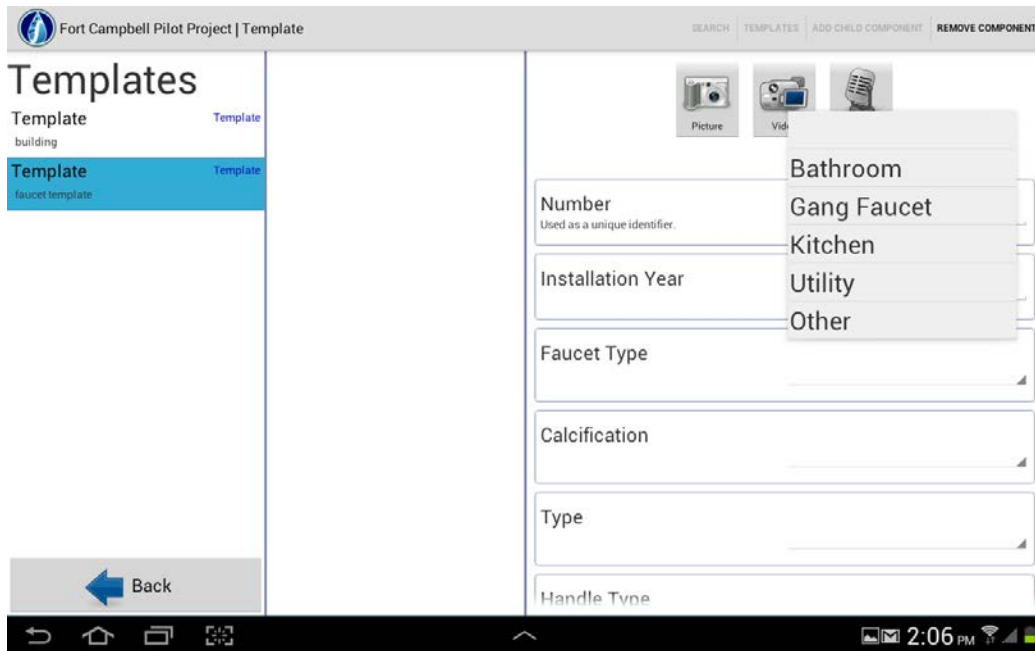 Fort Campbell Pilot Project | Template
SEARCH
TEMPLATES
ADD CHILD COMPONENT
REMOVE COMPONENT
Templates
Template
Template
building
Template
Template
faucet template
Back
Picture
Bathroom
Gang Faucet
Kitchen
Utility
Other
Number
Used as a unique identifier.
Installation Year
Faucet Type
Calcification
Type
Handle Type
2:06 PM